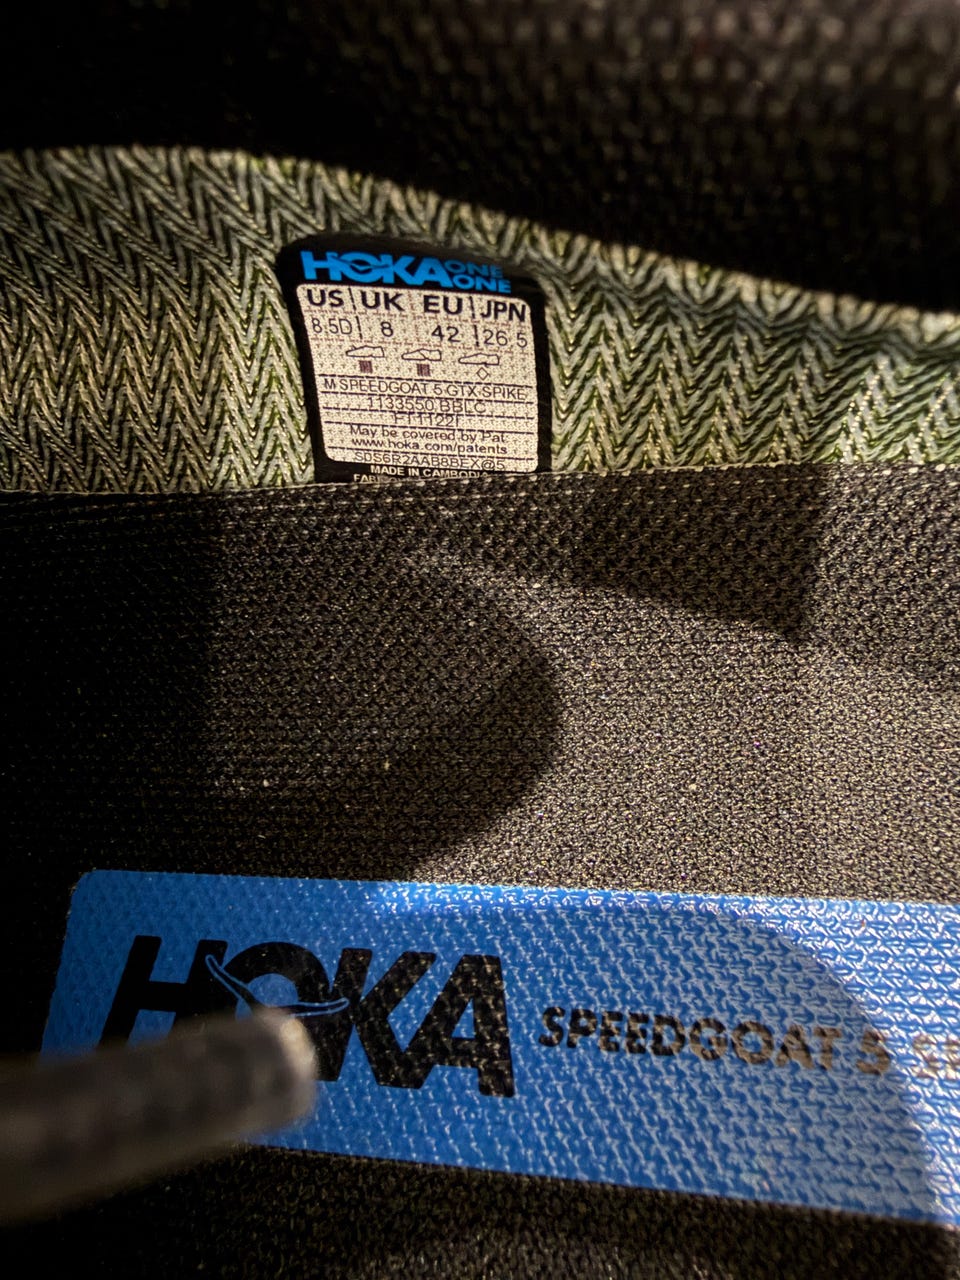 HOKA ONE ONE
US UK EU JPN
8.5D 8 42 26.5
M SPEEDGOAT 5 GTX SPIKE
1133550 BBLC
May be covered by Pat.
www.hoka.com/patents
MADE IN
HOKA SPEEDGOAT 5